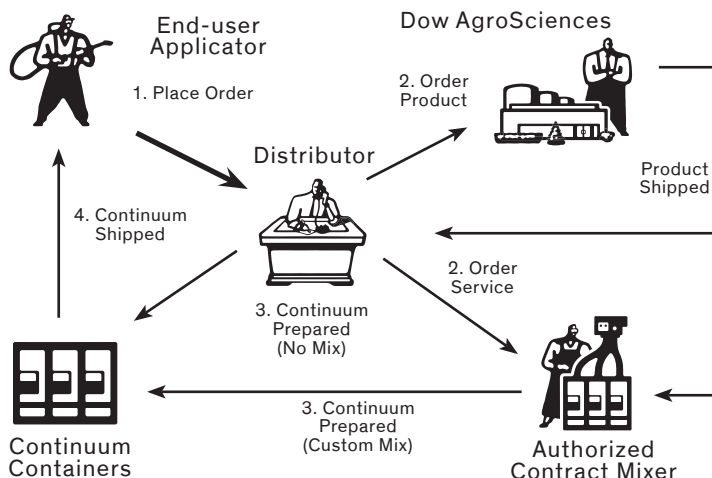 End-user
Applicator
1. Place Order
Dow AgroSciences
2. Order
Product
Distributor
Product
Shipped
4. Continuum
Shipped
2. Order
Service
3. Continuum
Prepared
(No Mix)
3. Continuum
Prepared
(Custom Mix)
Continuum
Containers
Authorized
Contract Mixer